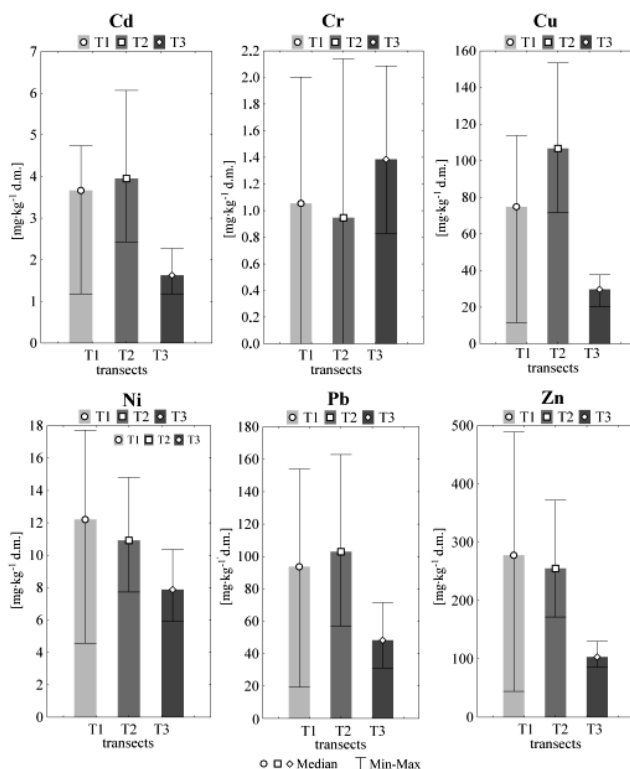 Cd
T1 T2 T3
[mg·kg⁻¹ d.m.]
7
6
5
4
3
2
1
0
T1 T2 T3
transects
Cr
T1 T2 T3
[mg·kg⁻¹ d.m.]
2.2
2.0
1.8
1.6
1.4
1.2
1.0
0.8
0.6
0.4
0.2
0.0
T1 T2 T3
transects
Cu
T1 T2 T3
[mg·kg⁻¹ d.m.]
160
140
120
100
80
60
40
20
0
T1 T2 T3
transects
Ni
T1 T2 T3
T1 T2 T3
[mg·kg⁻¹ d.m.]
18
16
14
12
10
8
6
4
2
0
T1 T2 T3
transects
Pb
T1 T2 T3
[mg·kg⁻¹ d.m.]
180
160
140
120
100
80
60
40
20
0
T1 T2 T3
transects
Zn
T1 T2 T3
[mg·kg⁻¹ d.m.]
500
400
300
200
100
0
T1 T2 T3
transects
Median Min-Max